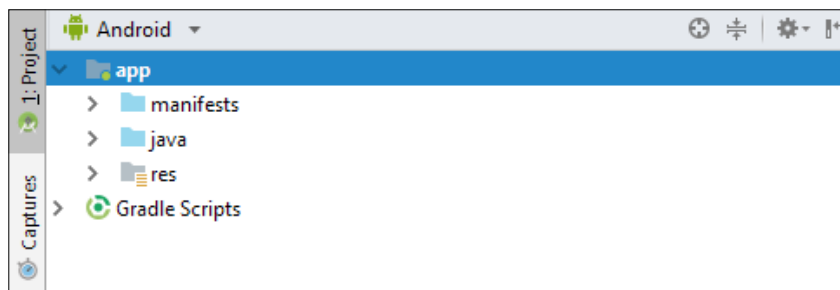 Android
app
manifests
java
res
Gradle Scripts
1: Project
Captures